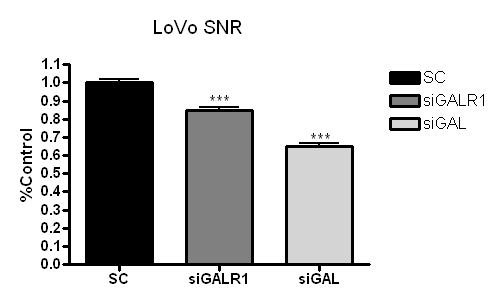 LoVo SNR
%Control
1.1
1.0
0.9
0.8
0.7
0.6
0.5
0.4
0.3
0.2
0.1
0.0
***
***
SC
siGALR1
siGAL
SC
siGALR1
siGAL